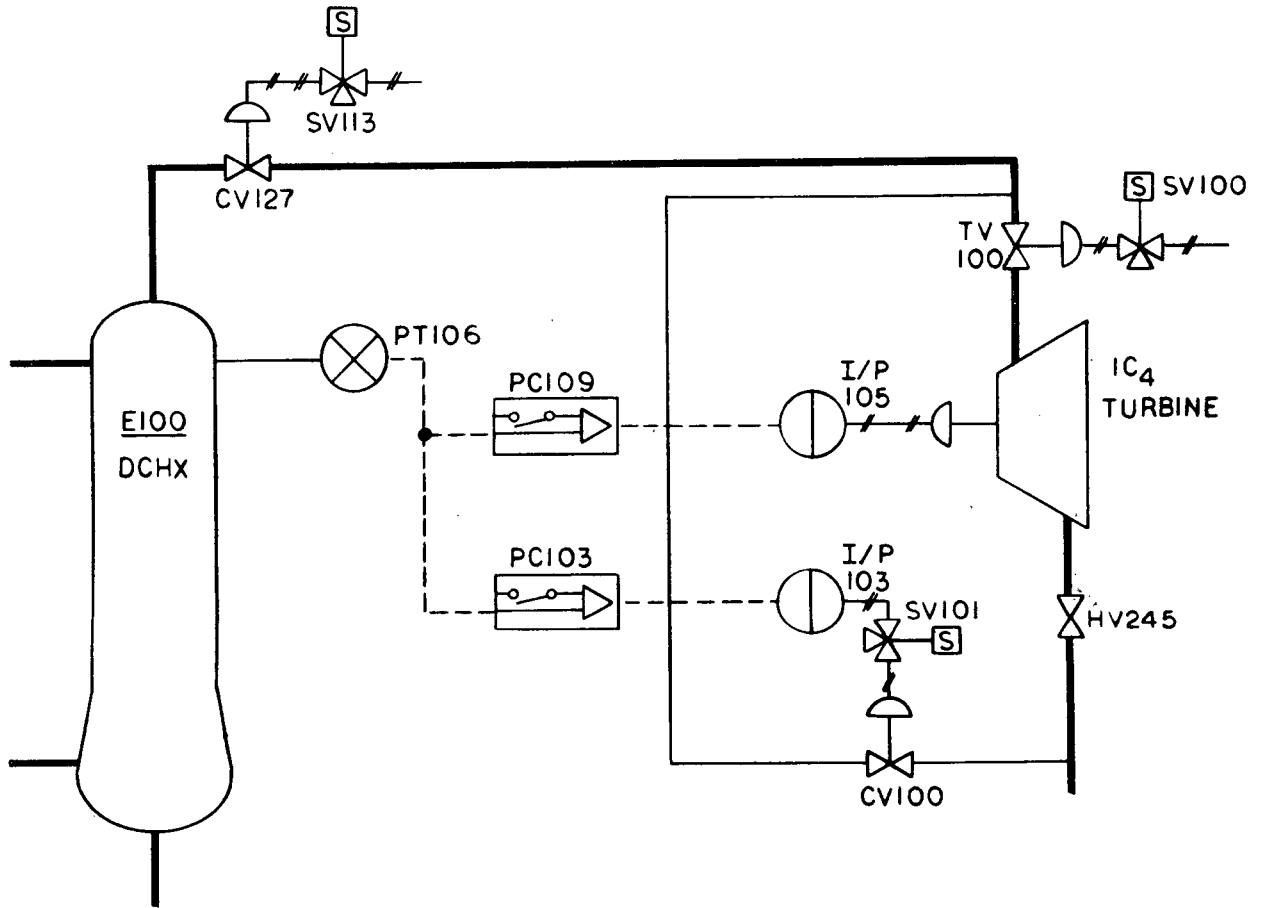 S
SV113
CV127
S
SV100
TV
100
PT106
I/P
105
IC4
TURBINE
PC109
E100
DCHX
PC103
I/P
103
SV101
S
HV245
CV100